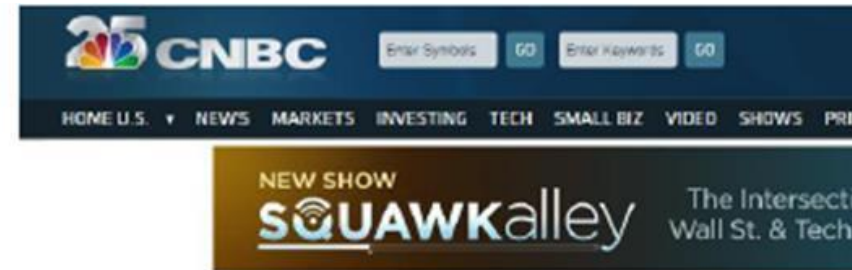 25 CNBC Enter Symbols GO Enter Keywords GO
HOME U.S. ▼ NEWS MARKETS INVESTING TECH SMALL BIZ VIDEO SHOWS PRI
NEW SHOW
SQUAWKalley
The Intersecti
Wall St. & Tech